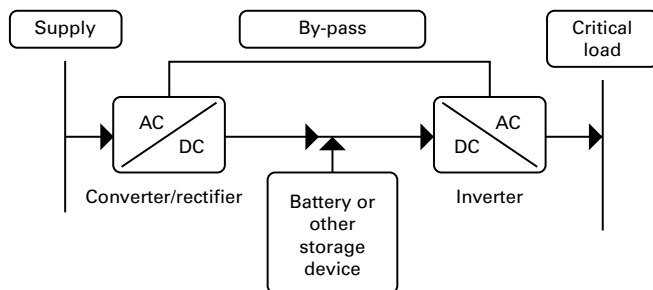 Supply
By-pass
Critical
load
AC
DC
AC
DC
Converter/rectifier
Battery or
other
storage
device
Inverter